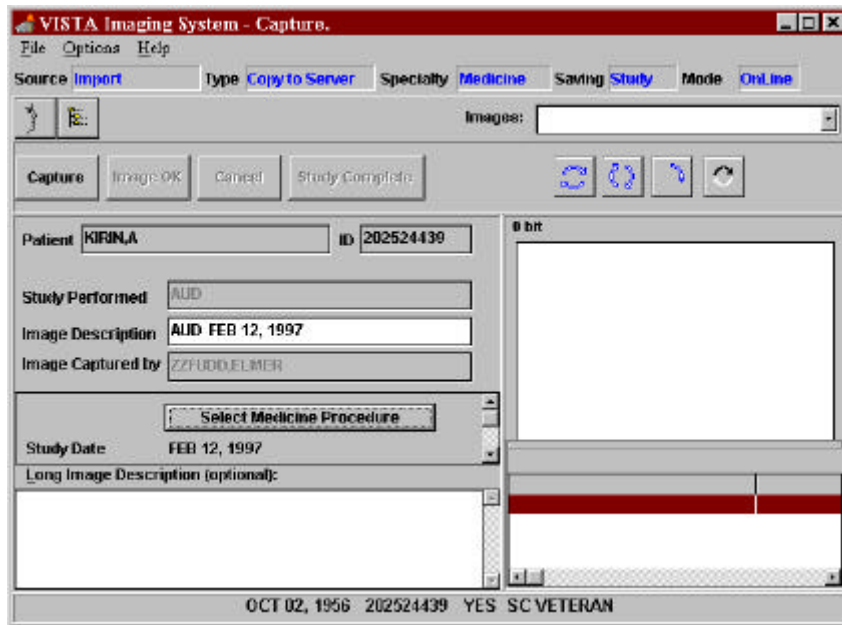 VISTA Imaging System - Capture.
File Options Help
Source Import Type Copy to Server Specialty Medicine Saving Study Mode OnLine
Images:
Capture Image OK Cancel Study Complete
Patient KIRIN,A ID 202524439
0 bit
Study Performed AUD
Image Description AUD FEB 12, 1997
Image Captured by ZZFUDD,ELMER
Select Medicine Procedure
Study Date FEB 12, 1997
Long Image Description (optional):
OCT 02, 1956 202524439 YES SC VETERAN